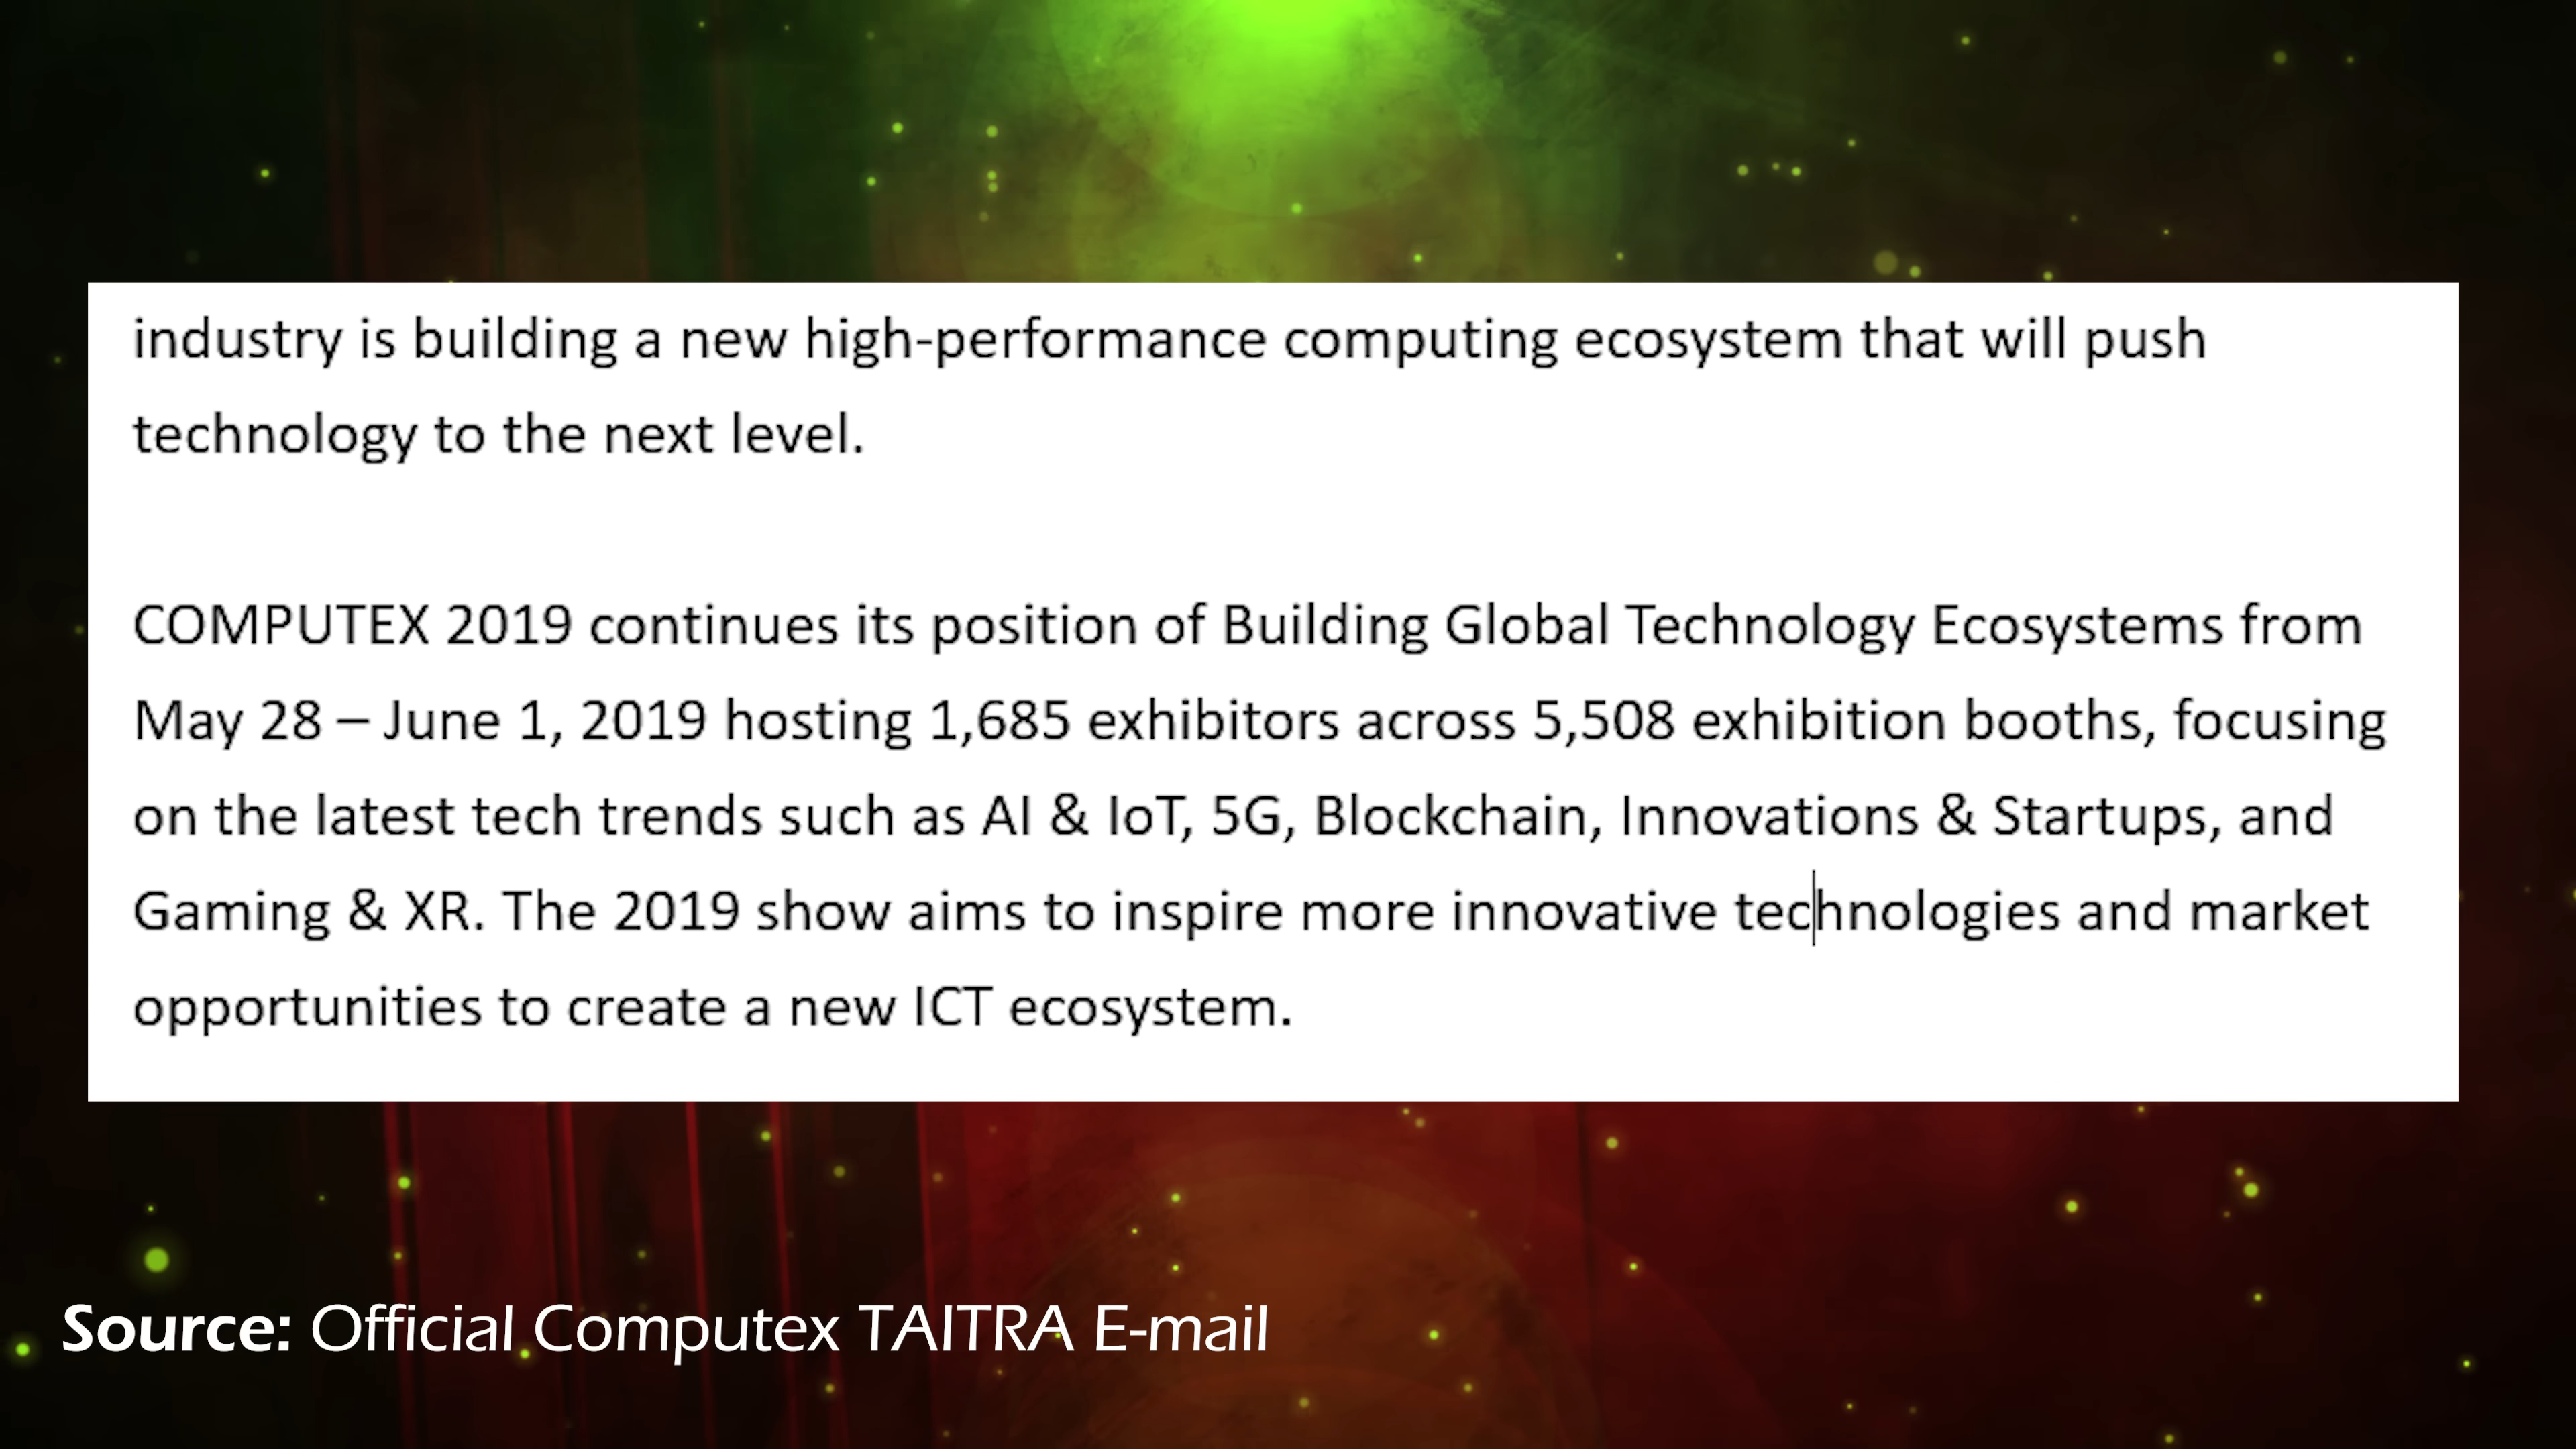 industry is building a new high-performance computing ecosystem that will push
technology to the next level.
COMPUTEX 2019 continues its position of Building Global Technology Ecosystems from
May 28 – June 1, 2019 hosting 1,685 exhibitors across 5,508 exhibition booths, focusing
on the latest tech trends such as AI & IoT, 5G, Blockchain, Innovations & Startups, and
Gaming & XR. The 2019 show aims to inspire more innovative technologies and market
opportunities to create a new ICT ecosystem.
Source: Official Computex TAITRA E-mail